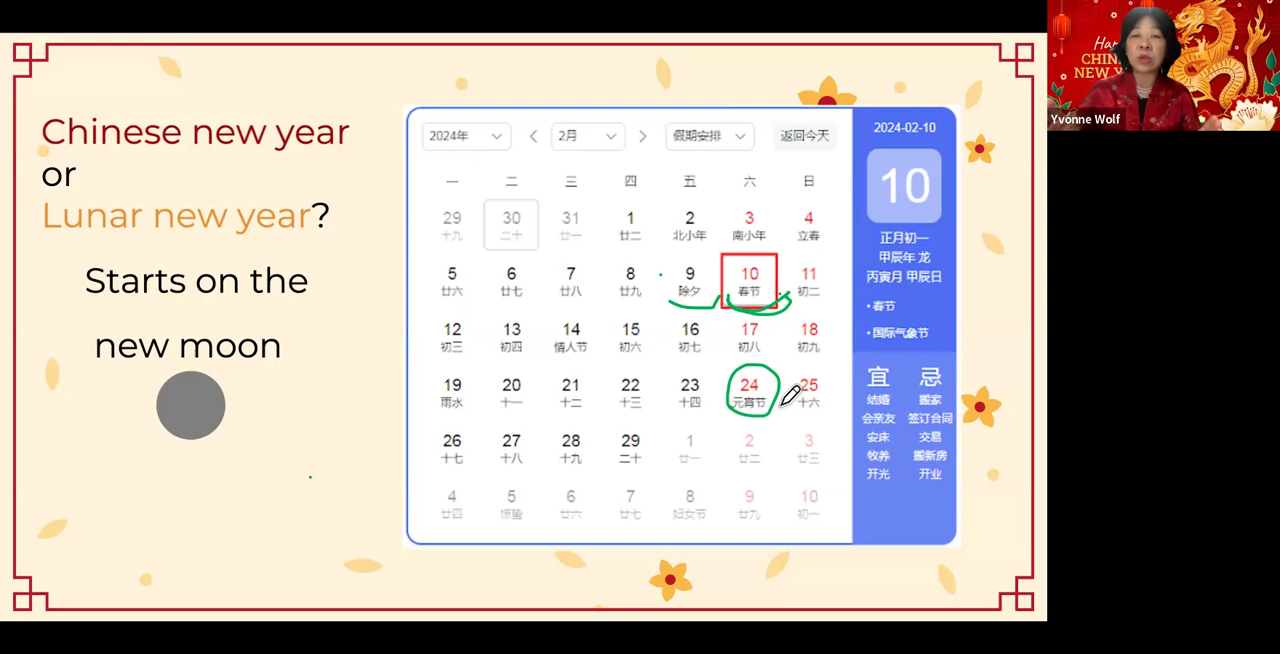 Chinese new year
or
Lunar new year?
Starts on the
new moon
2024年 2月 假期安排 返回今天
一 二 三 四 五 六 日
29 30 31 1 2 3 4
十九 二十 廿一 廿二 北小年 南小年 立春
5 6 7 8 9 10 11
廿六 廿七 廿八 廿九 除夕 春节 初二
12 13 14 15 16 17 18
初三 初四 情人节 初六 初七 初八 初九
19 20 21 22 23 24 25
雨水 十一 十二 十三 十四 元宵节 十六
26 27 28 29 1 2 3
十七 十八 十九 二十 廿一 廿二 廿三
4 5 6 7 8 9 10
廿四 惊蛰 廿六 廿七 妇女节 廿九 初一
2024-02-10
10
正月初一
甲辰年 龙
丙寅月 甲辰日
•春节
•国际气象节
宜 忌
结婚 搬家
会亲友 签订合同
安床 交易
牧养 搬新房
开光 开业
CHIN
NEW Y
Yvonne Wolf